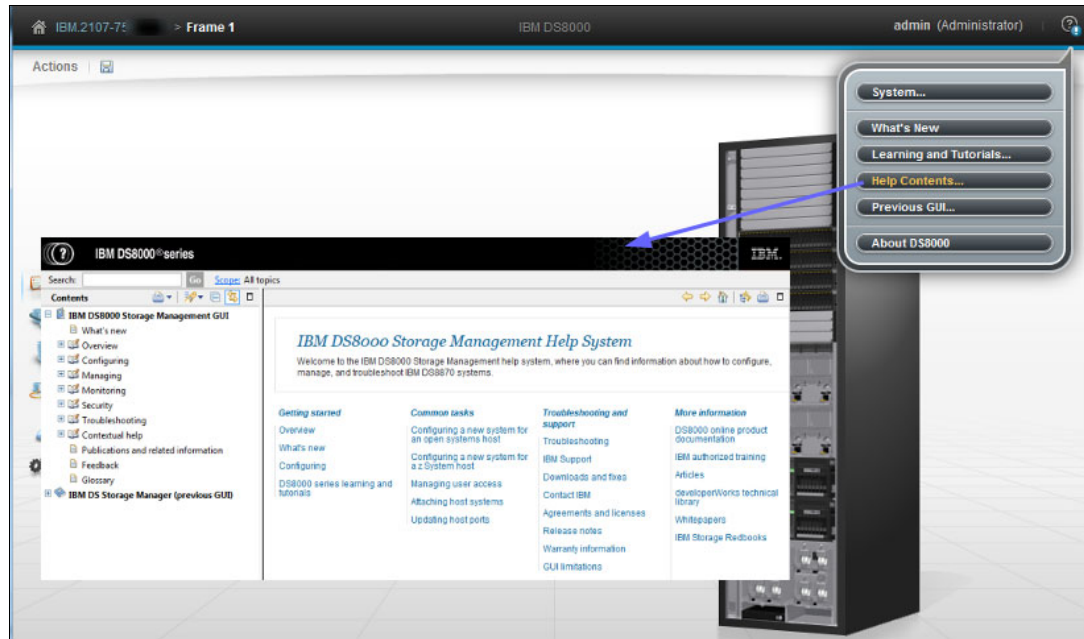 IBM.2107-75 > Frame 1
IBM DS8000
admin (Administrator)
Actions
System...
What's New
Learning and Tutorials...
Help Contents...
Previous GUI...
About DS8000
IBM DS8000®series
IBM.
Search:
Go
Scope: All topics
Contents
IBM DS8000 Storage Management GUI
What's new
Overview
Configuring
Managing
Monitoring
Security
Troubleshooting
Contextual help
Publications and related information
Feedback
Glossary
IBM DS Storage Manager (previous GUI)
IBM DS8000 Storage Management Help System
Welcome to the IBM DS8000 Storage Management help system, where you can find information about how to configure,
manage, and troubleshoot IBM DS8870 systems.
Getting started
Overview
What's new
Configuring
DS8000 series learning and
tutorials
Common tasks
Configuring a new system for
an open systems host
Configuring a new system for
a z System host
Managing user access
Attaching host systems
Updating host ports
Troubleshooting and
support
Troubleshooting
IBM Support
Downloads and fixes
Contact IBM
Agreements and licenses
Release notes
Warranty information
GUI limitations
More information
DS8000 online product
documentation
IBM authorized training
Articles
developerWorks technical
library
Whitepapers
IBM Storage Redbooks